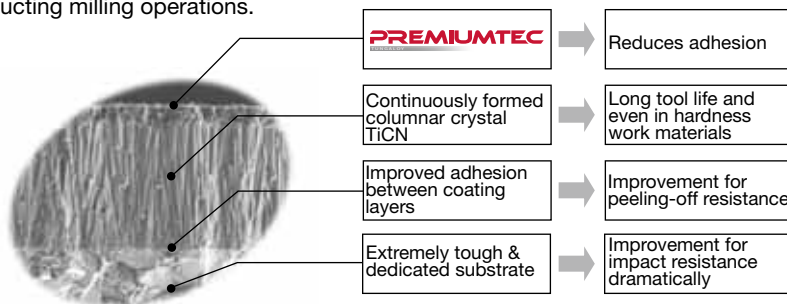 ucting milling operations.
PREMIUMTEC
TUNGALOY
Reduces adhesion
Continuously formed
columnar crystal
TiCN
Long tool life and
even in hardness
work materials
Improved adhesion
between coating
layers
Improvement for
peeling-off resistance
Extremely tough &
dedicated substrate
Improvement for
impact resistance
dramatically